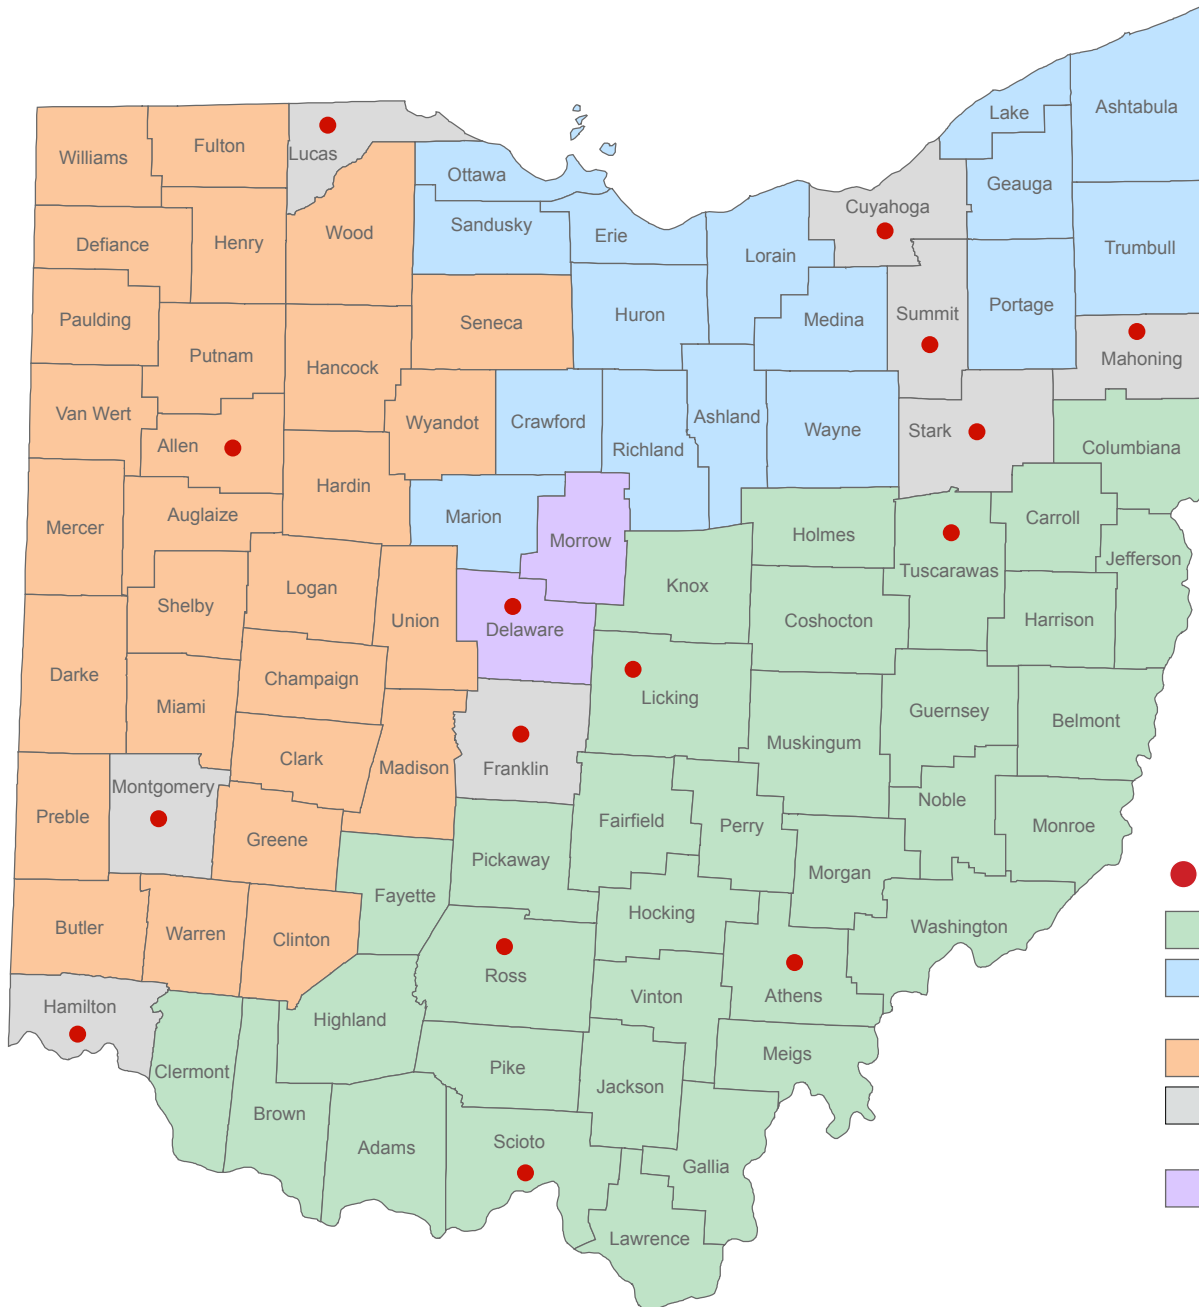 Lake
Ashtabula
Fulton
Lucas
Williams
Geauga
Ottawa
Cuyahoga
Sandusky
Wood
Erie
Henry
Defiance
Trumbull
Lorain
Portage
Summit
Huron
Medina
Paulding
Seneca
Putnam
Mahoning
Hancock
Van Wert
Wyandot
Crawford
Ashland
Wayne
Stark
Allen
Richland
Columbiana
Hardin
Auglaize
Marion
Carroll
Mercer
Holmes
Morrow
Jefferson
Tuscarawas
Logan
Knox
Shelby
Union
Coshocton
Harrison
Delaware
Darke
Champaign
Licking
Miami
Guernsey
Belmont
Muskingum
Clark
Madison
Franklin
Montgomery
Noble
Preble
Fairfield
Perry
Monroe
Greene
Pickaway
Morgan
Fayette
Hocking
Butler
Washington
Warren
Clinton
Ross
Athens
Vinton
Hamilton
Highland
Meigs
Pike
Clermont
Jackson
Brown
Scioto
Adams
Gallia
Lawrence